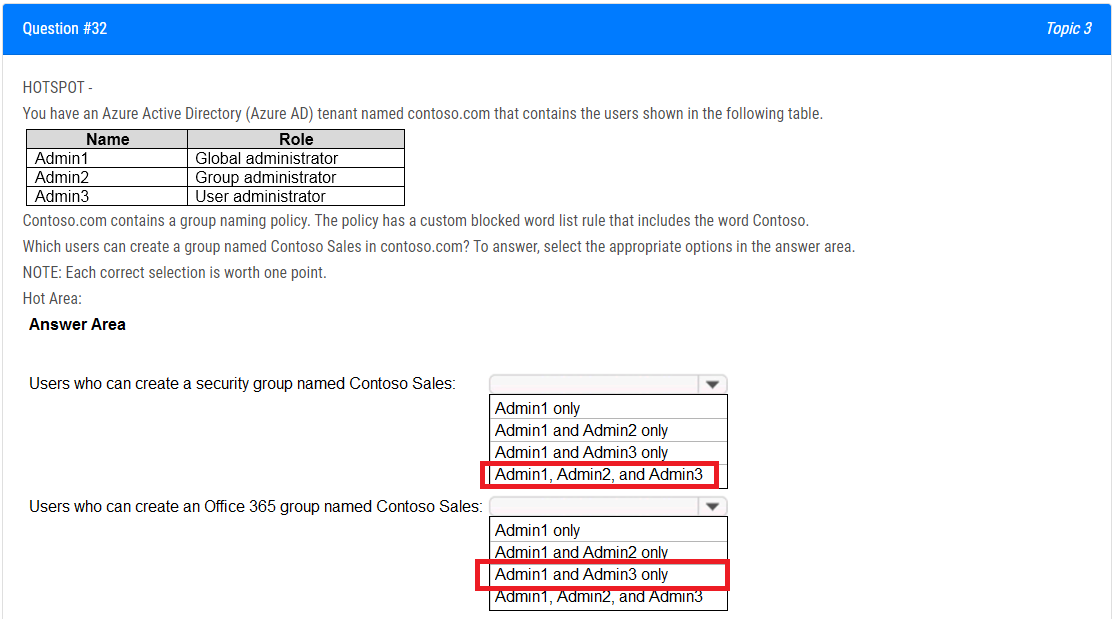 Question #32
Topic 3
HOTSPOT -
You have an Azure Active Directory (Azure AD) tenant named contoso.com that contains the users shown in the following table.
Name Role
Admin1 Global administrator
Admin2 Group administrator
Admin3 User administrator
Contoso.com contains a group naming policy. The policy has a custom blocked word list rule that includes the word Contoso.
Which users can create a group named Contoso Sales in contoso.com? To answer, select the appropriate options in the answer area.
NOTE: Each correct selection is worth one point.
Hot Area:
Answer Area
Users who can create a security group named Contoso Sales:
Admin1 only
Admin1 and Admin2 only
Admin1 and Admin3 only
Admin1, Admin2, and Admin3
Users who can create an Office 365 group named Contoso Sales:
Admin1 only
Admin1 and Admin2 only
Admin1 and Admin3 only
Admin1, Admin2, and Admin3